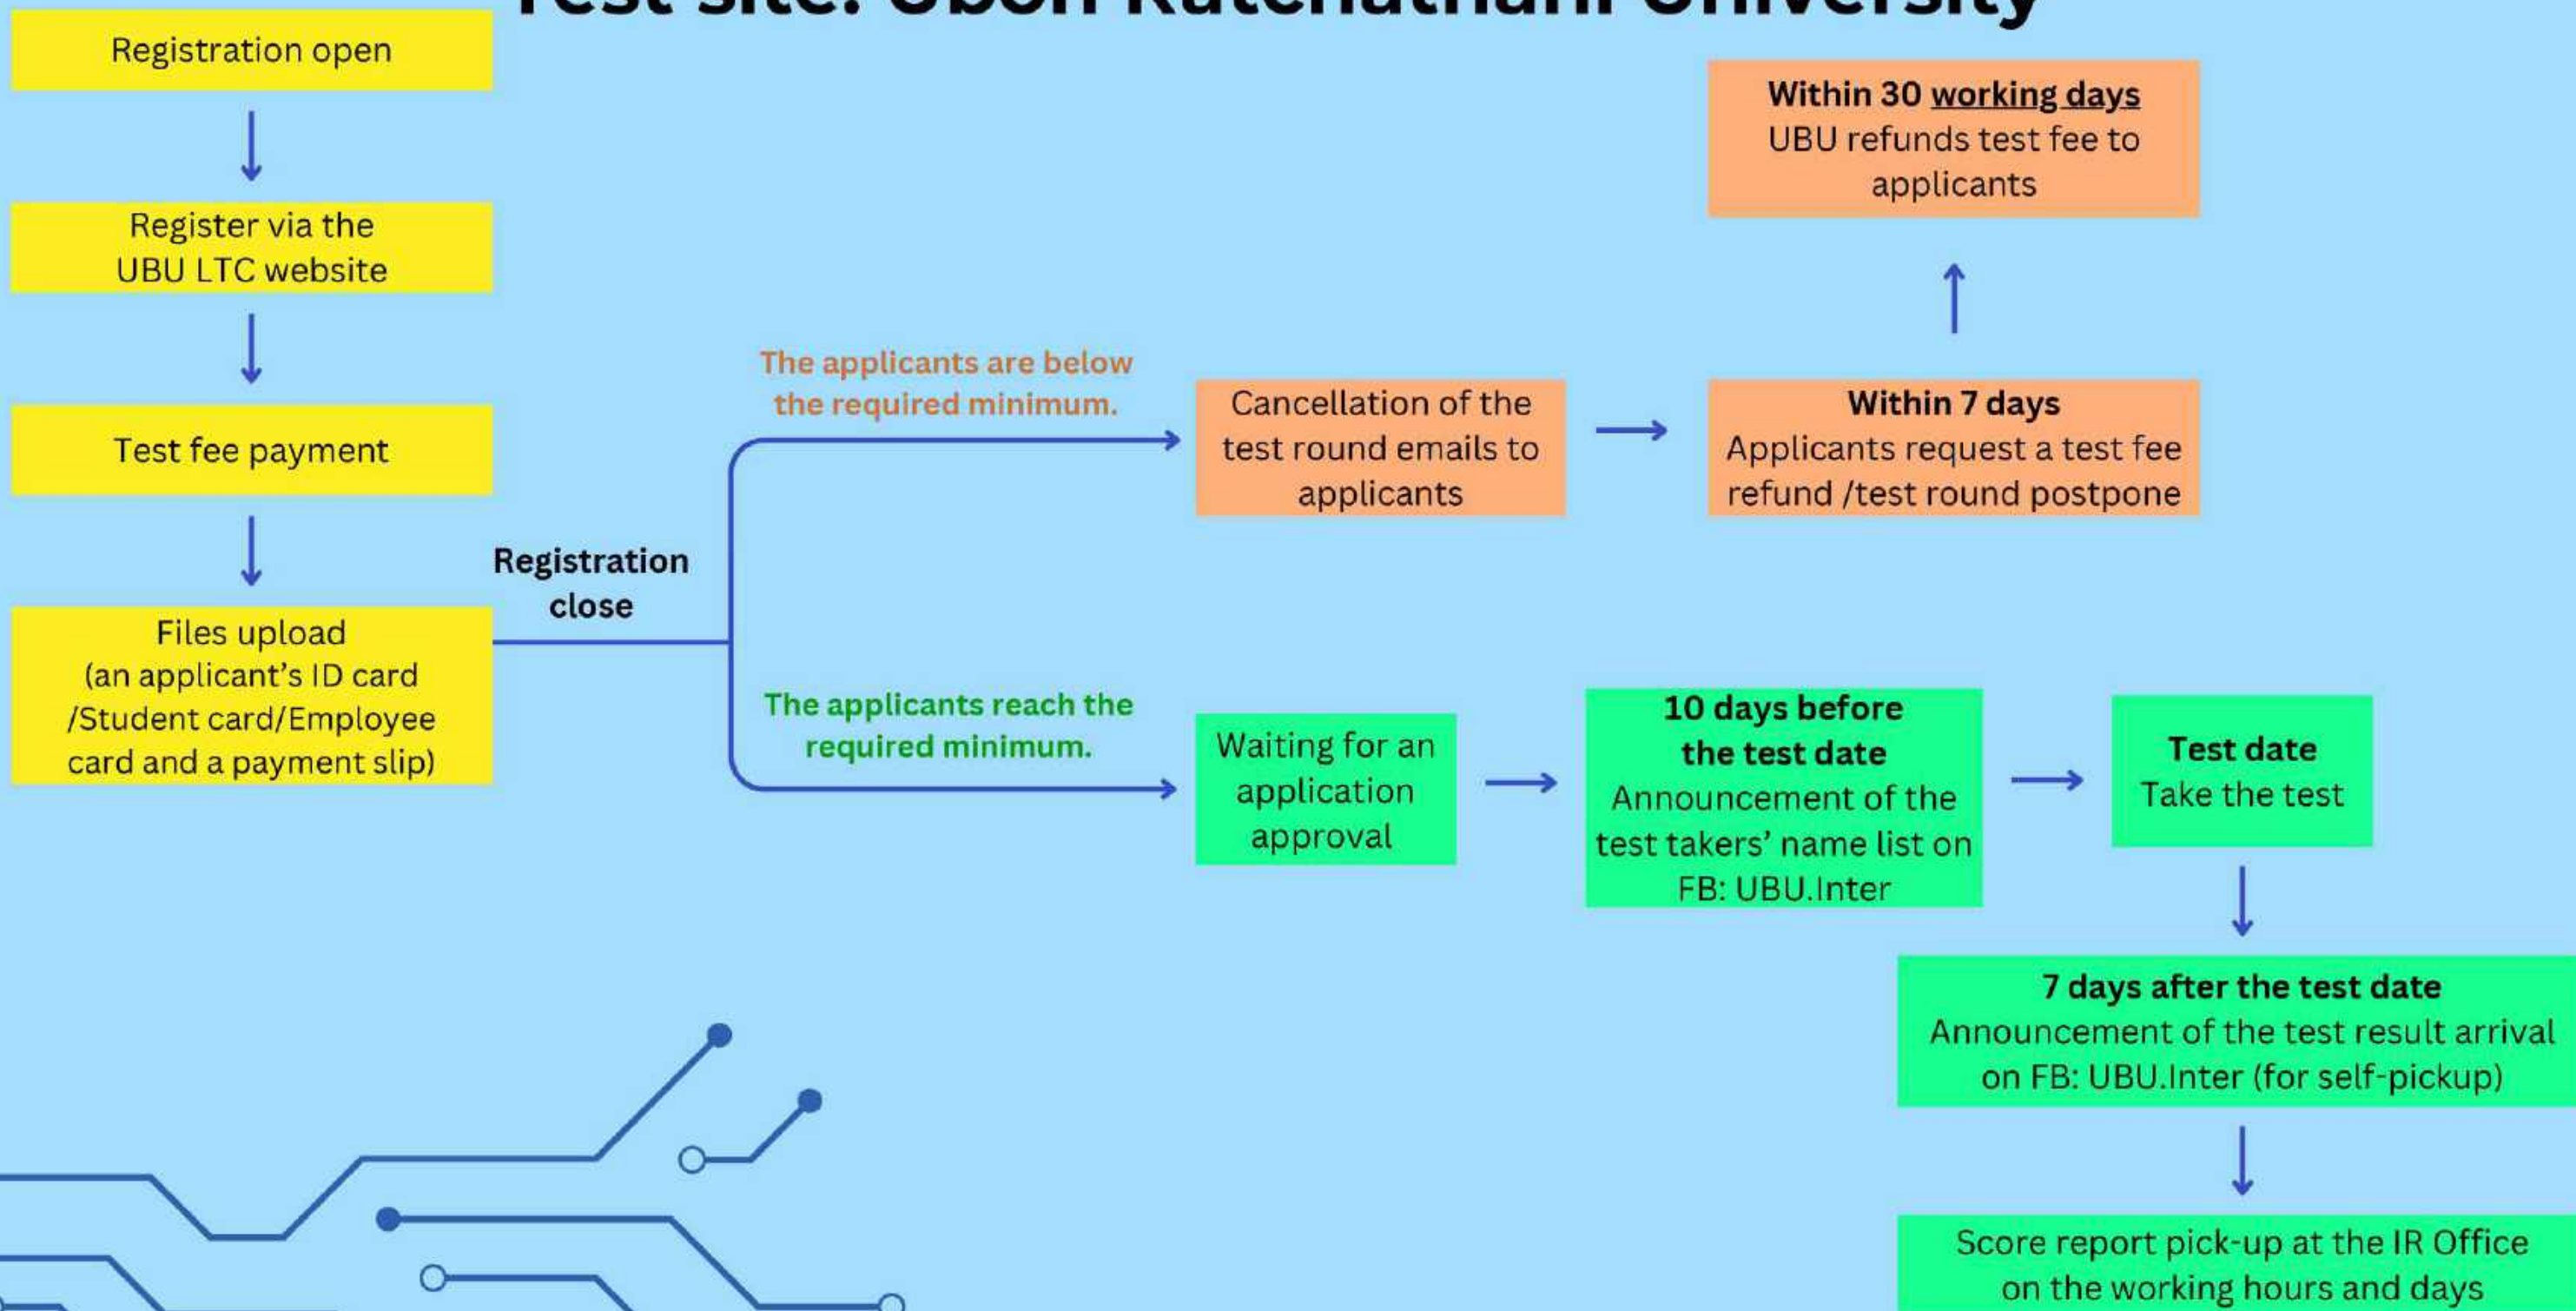 Test site: Ubon Ratchathani University
Registration open
Register via the
UBU LTC website
Test fee payment
Files upload
(an applicant's ID card
/Student card/Employee
card and a payment slip)
Registration
close
The applicants are below
the required minimum.
Cancellation of the
test round emails to
applicants
Within 7 days
Applicants request a test fee
refund /test round postpone
Within 30 working days
UBU refunds test fee to
applicants
The applicants reach the
required minimum.
Waiting for an
application
approval
10 days before
the test date
Announcement of the
test takers' name list on
FB: UBU.Inter
Test date
Take the test
7 days after the test date
Announcement of the test result arrival
on FB: UBU.Inter (for self-pickup)
Score report pick-up at the IR Office
on the working hours and days